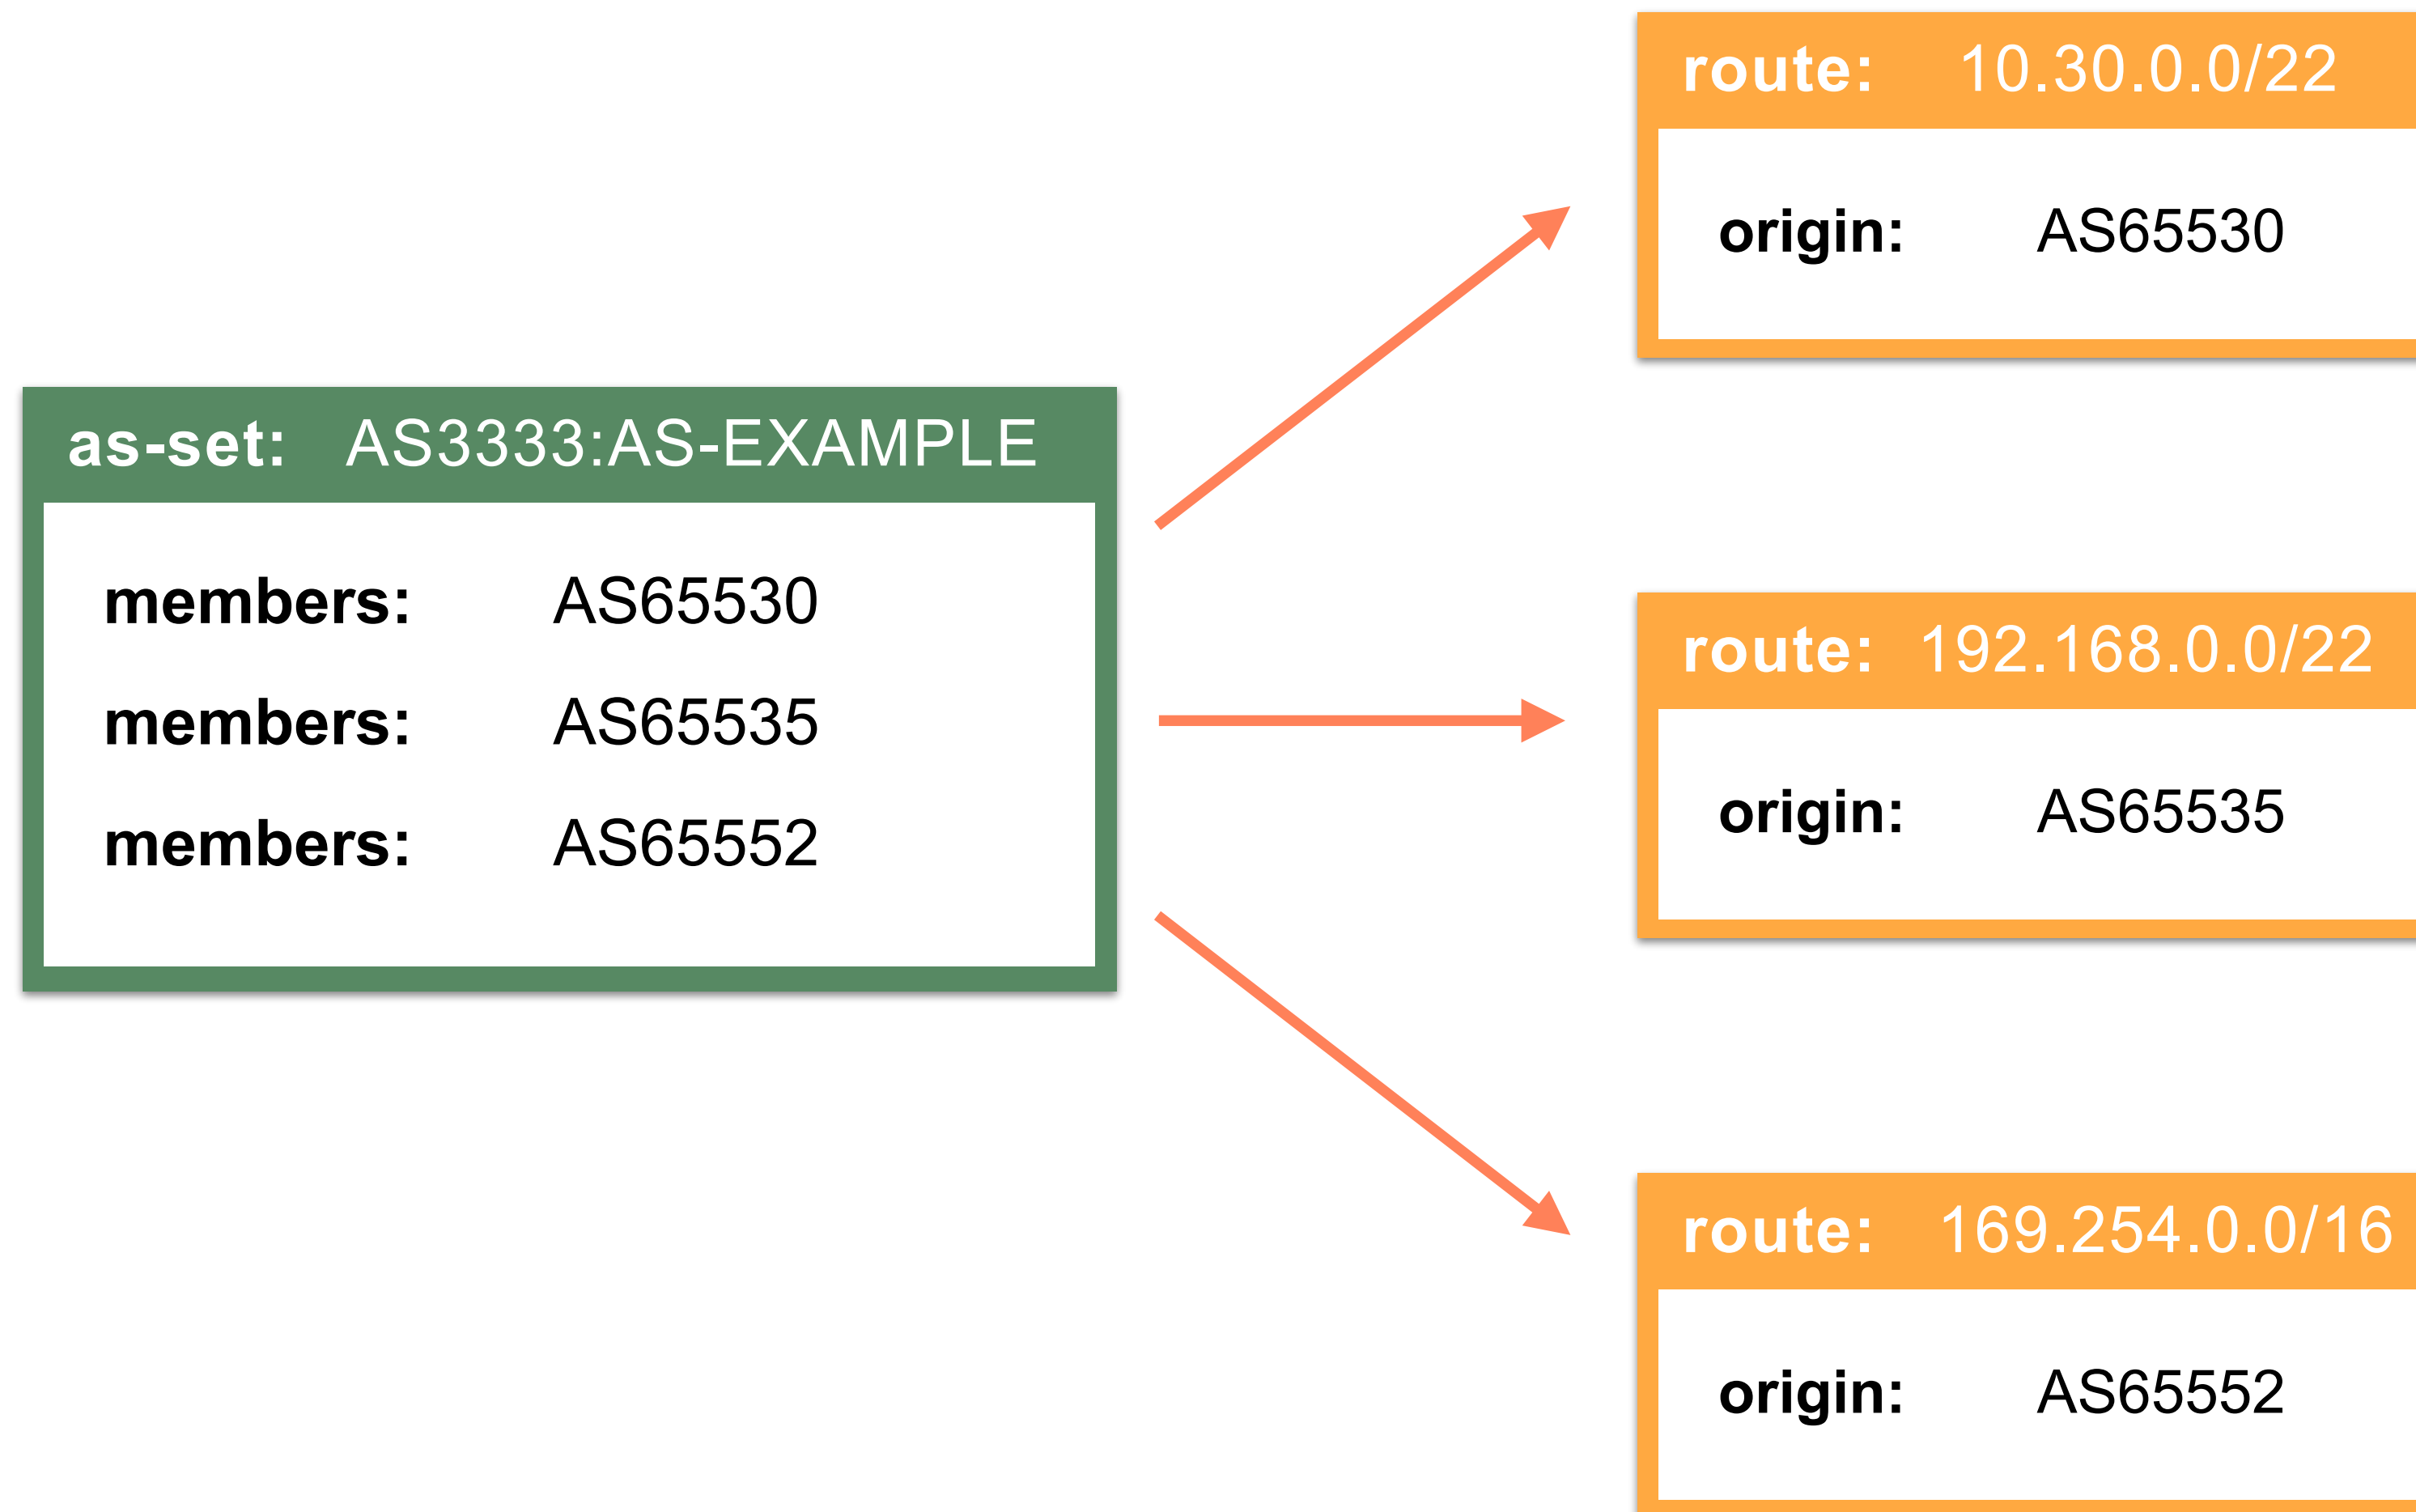 as-set: AS3333:AS-EXAMPLE
members: AS65530
members: AS65535
members: AS65552
route: 10.30.0.0/22
origin: AS65530
route: 192.168.0.0/22
origin: AS65535
route: 169.254.0.0/16
origin: AS65552